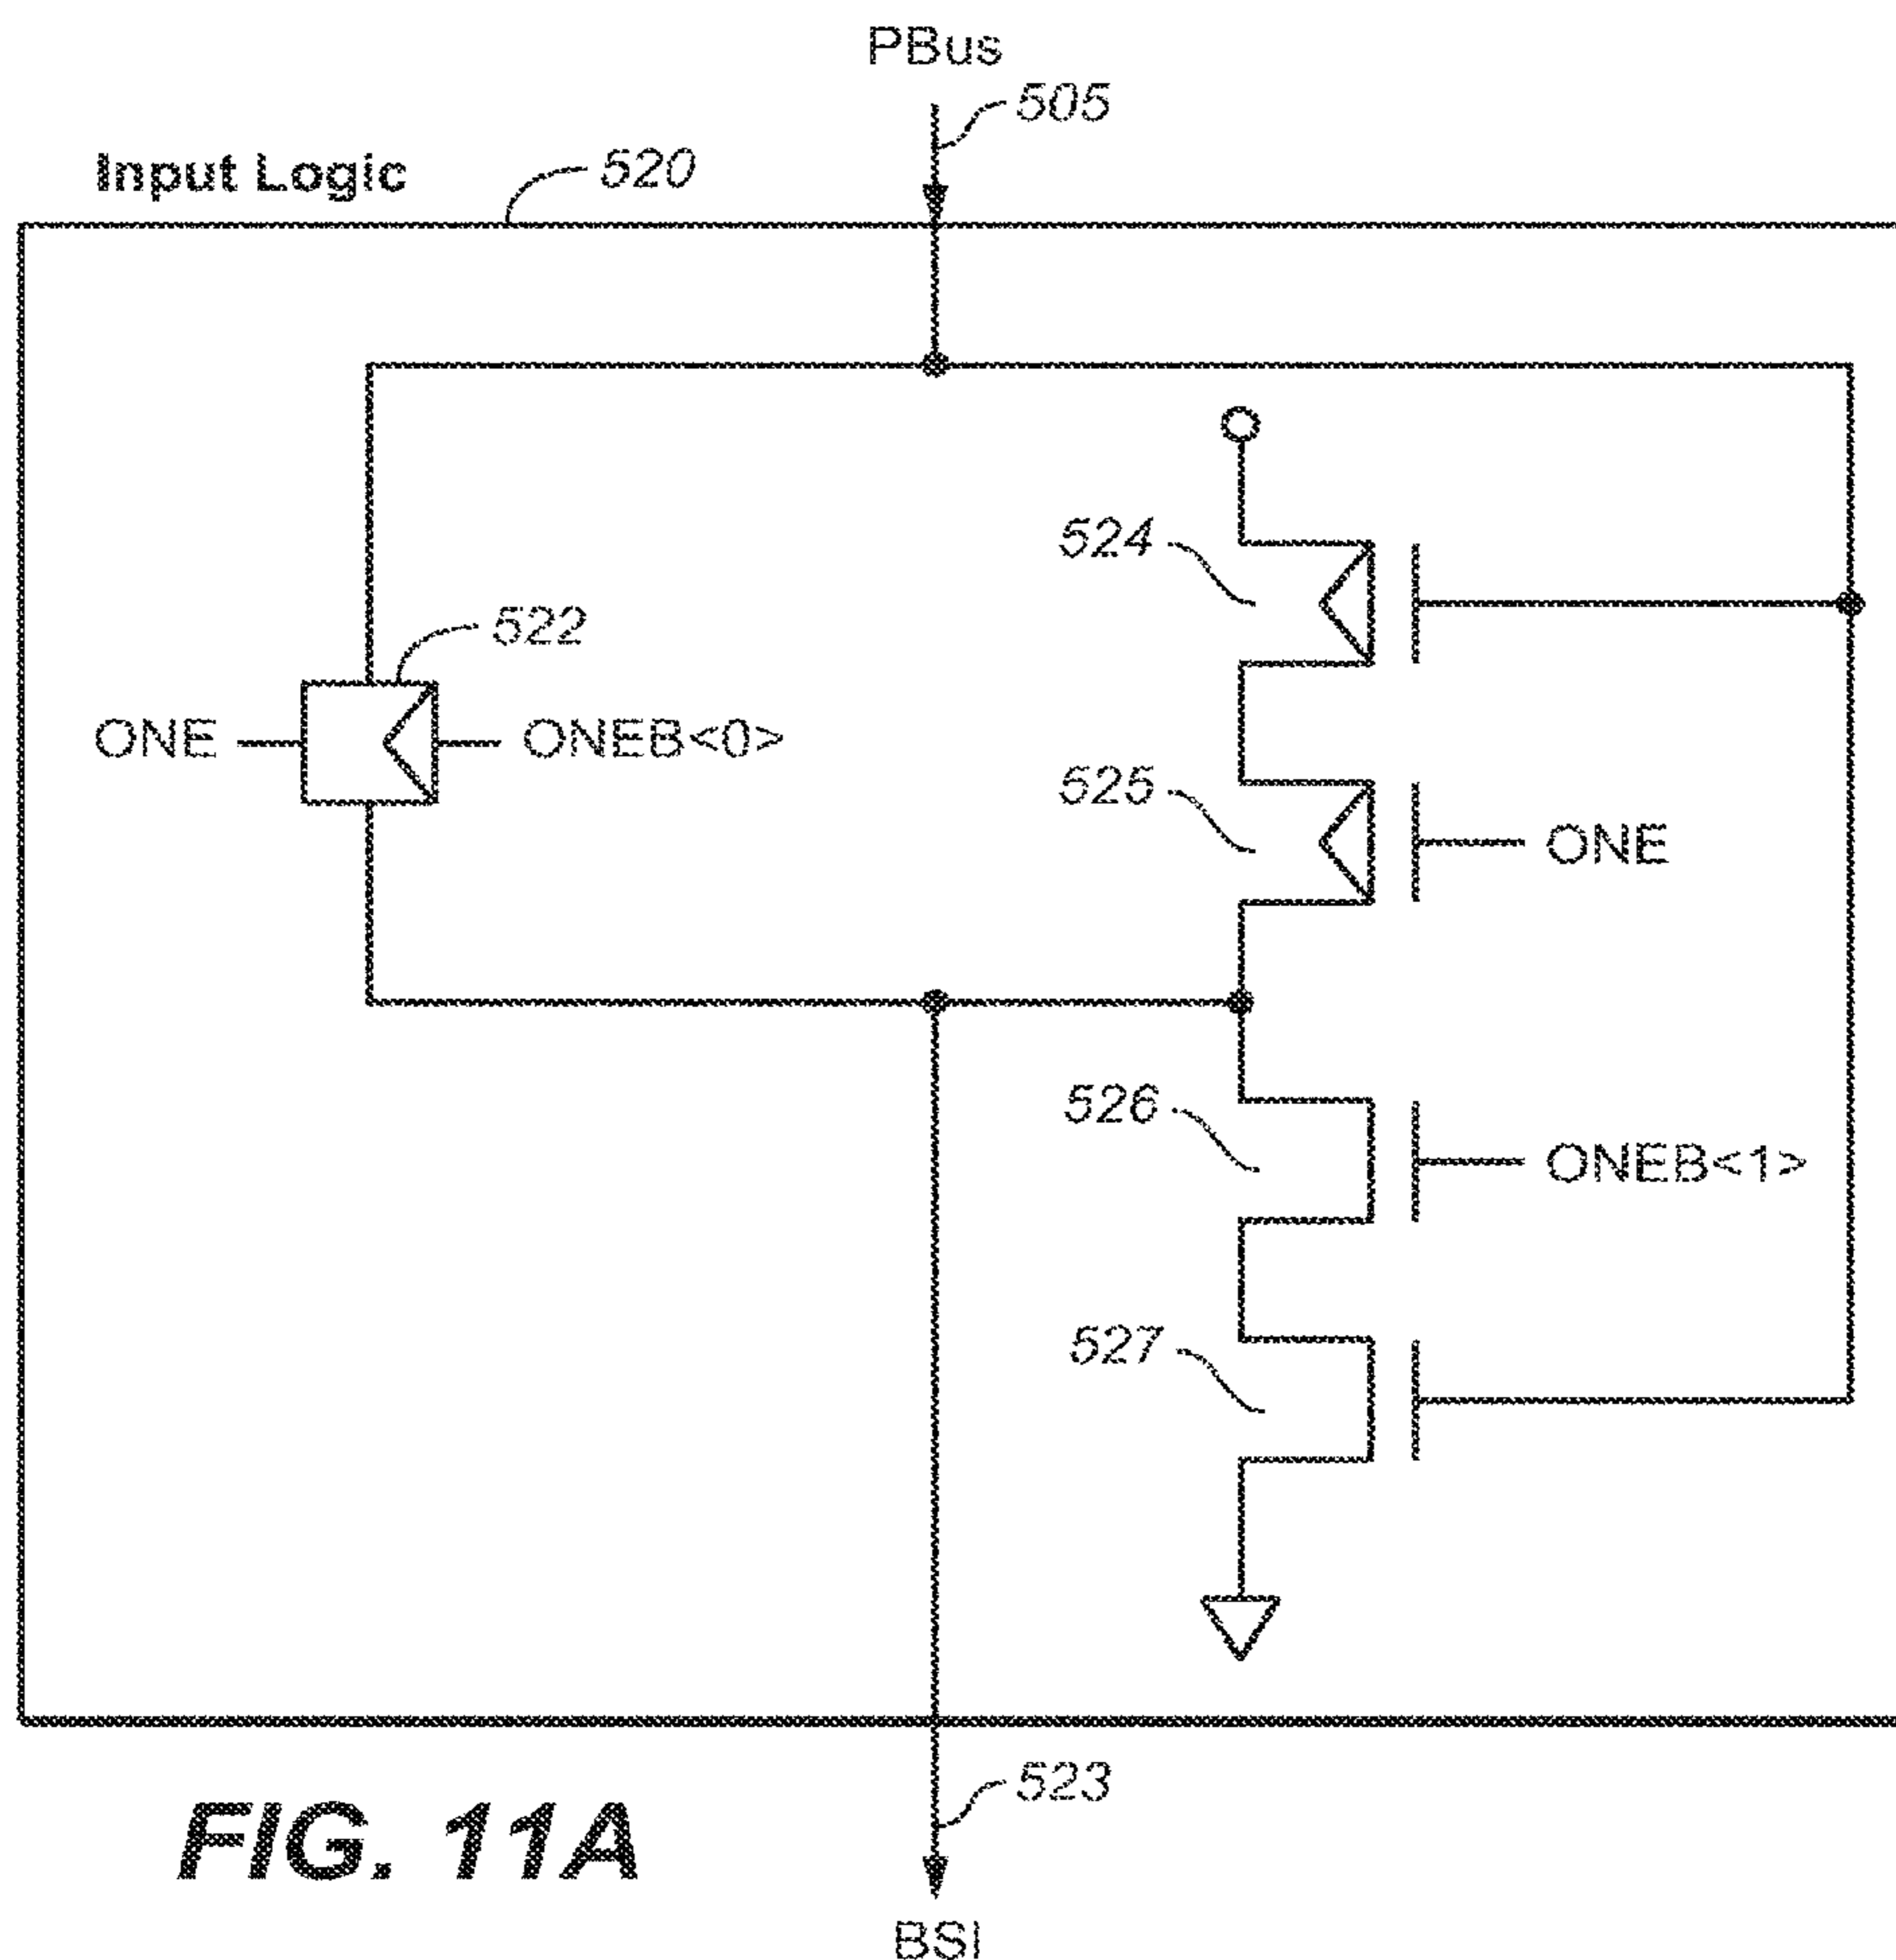 PBus
505
Input Logic
520
524
522
ONE
ONEB<0>
525
ONE
526
ONEB<1>
527
523
FIG. 11A
BSI